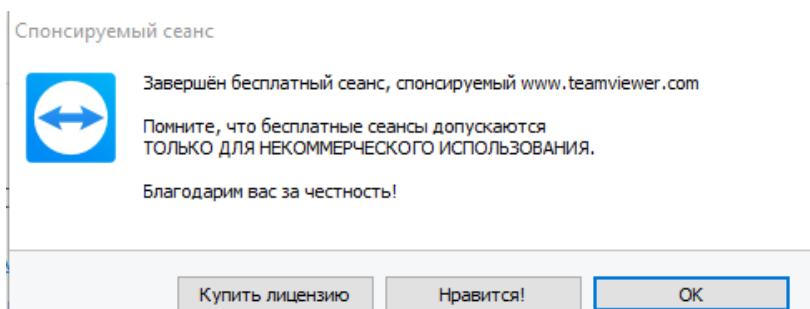 Спонсируемый сеанс
Завершён бесплатный сеанс, спонсируемый www.teamviewer.com
Помните, что бесплатные сеансы допускаются
ТОЛЬКО ДЛЯ НЕКОММЕРЧЕСКОГО ИСПОЛЬЗОВАНИЯ.
Благодарим вас за честность!
Купить лицензию
Нравится!
OK